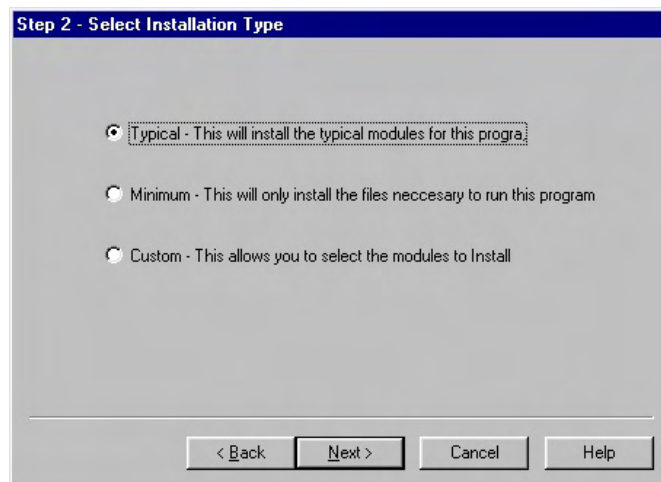 Step 2 - Select Installation Type
Typical - This will install the typical modules for this progra,
Minimum - This will only install the files neccesary to run this program
Custom - This allows you to select the modules to Install
< Back Next > Cancel Help